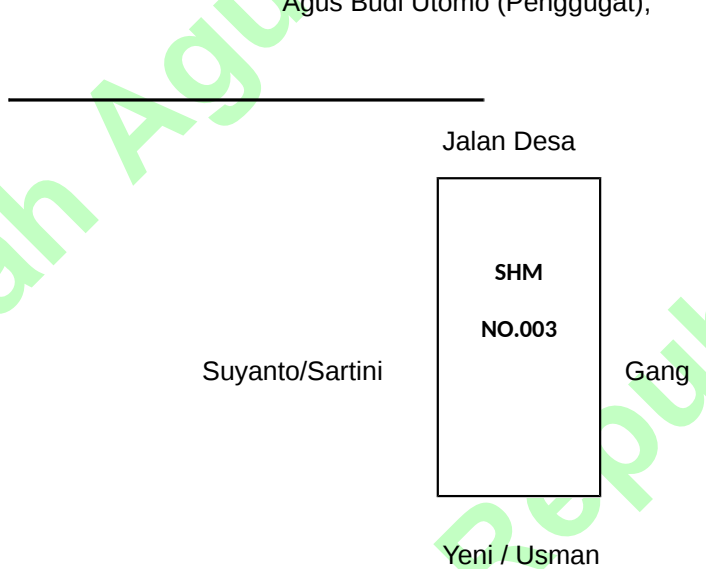 Agus Budi Utomo (Penggugat),
Jalan Desa
SHM
NO.003
Suyanto/Sartini
Gang
Yeni / Usman